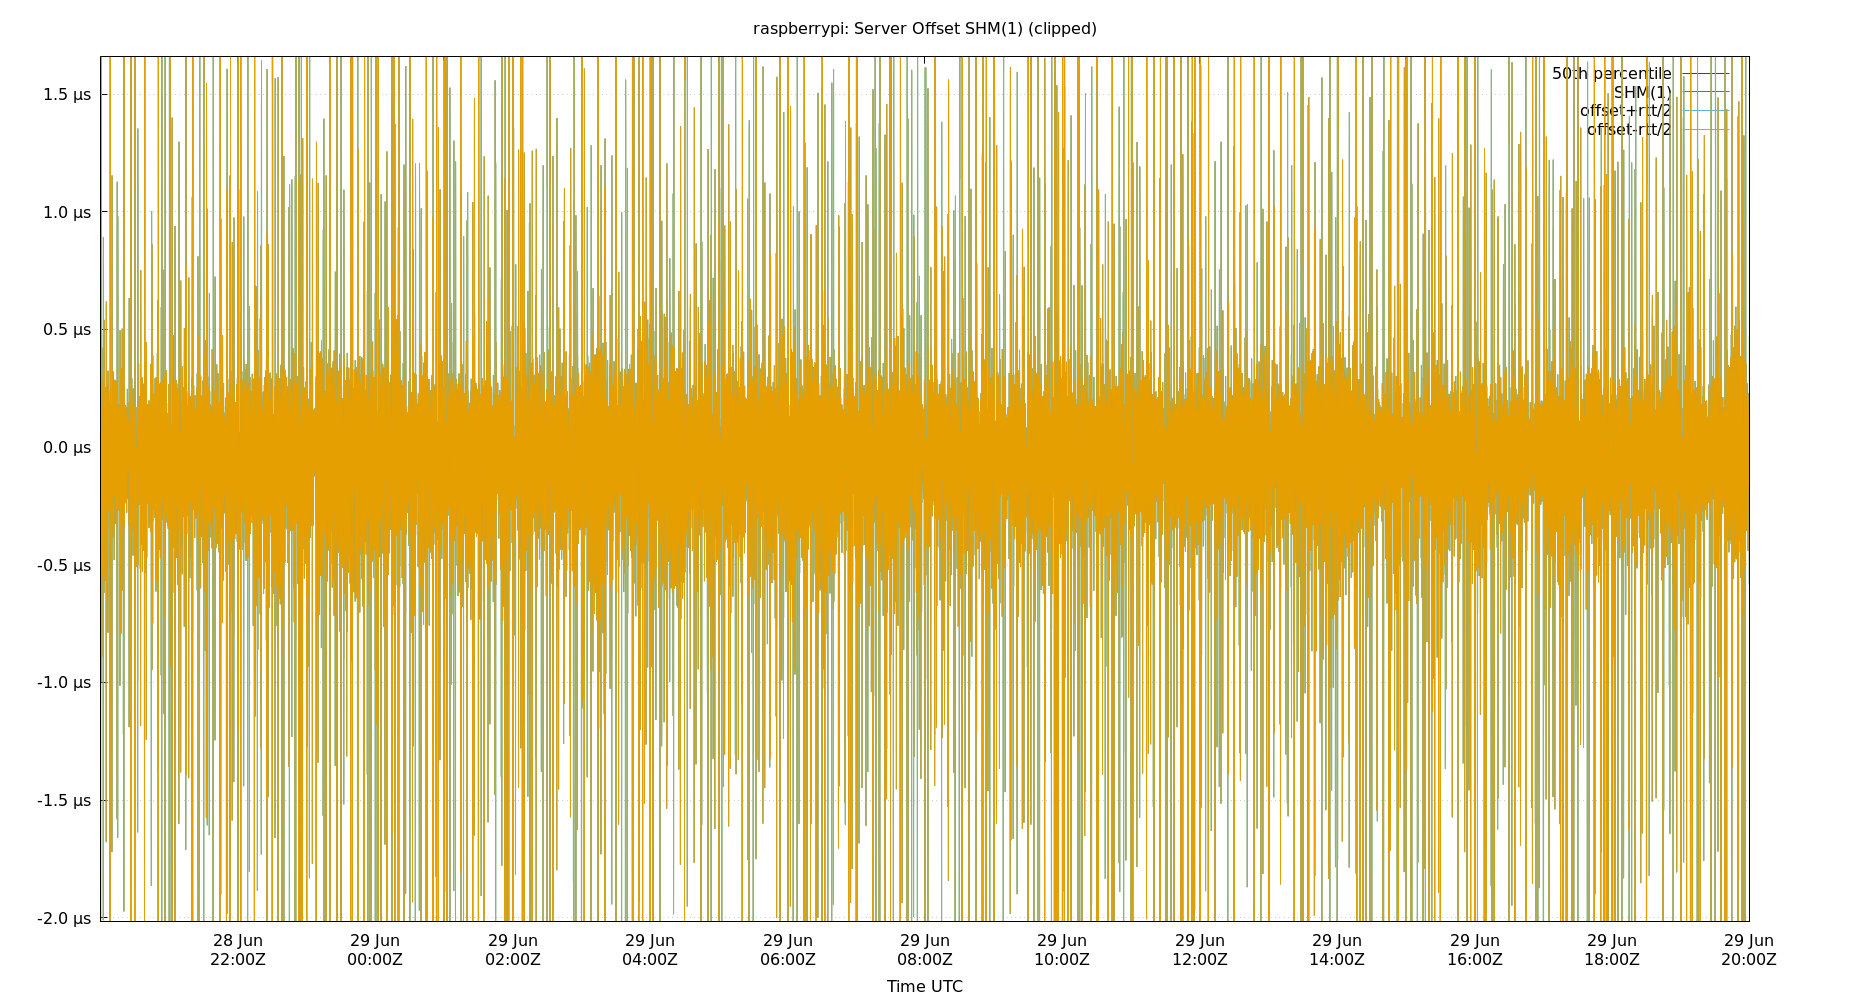 raspberrypi: Server Offset SHM(1) (clipped)
50th percentile
SHM(1)
offset+rtt/2
offset-rtt/2
1.5 µs
1.0 µs
0.5 µs
0.0 µs
-0.5 µs
-1.0 µs
-1.5 µs
-2.0 µs
28 Jun 29 Jun 29 Jun 29 Jun 29 Jun 29 Jun 29 Jun 29 Jun 29 Jun 29 Jun 29 Jun 29 Jun
22:00Z 00:00Z 02:00Z 04:00Z 06:00Z 08:00Z 10:00Z 12:00Z 14:00Z 16:00Z 18:00Z 20:00Z
Time UTC